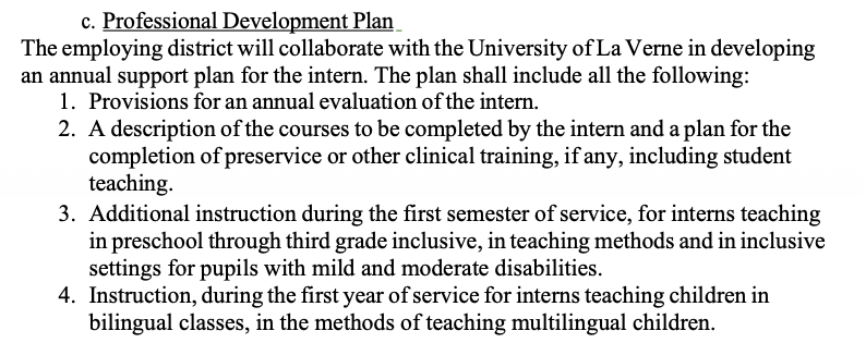 c. Professional Development Plan
The employing district will collaborate with the University of La Verne in developing
an annual support plan for the intern. The plan shall include all the following:
1. Provisions for an annual evaluation of the intern.
2. A description of the courses to be completed by the intern and a plan for the
completion of preservice or other clinical training, if any, including student
teaching.
3. Additional instruction during the first semester of service, for interns teaching
in preschool through third grade inclusive, in teaching methods and in inclusive
settings for pupils with mild and moderate disabilities.
4. Instruction, during the first year of service for interns teaching children in
bilingual classes, in the methods of teaching multilingual children.